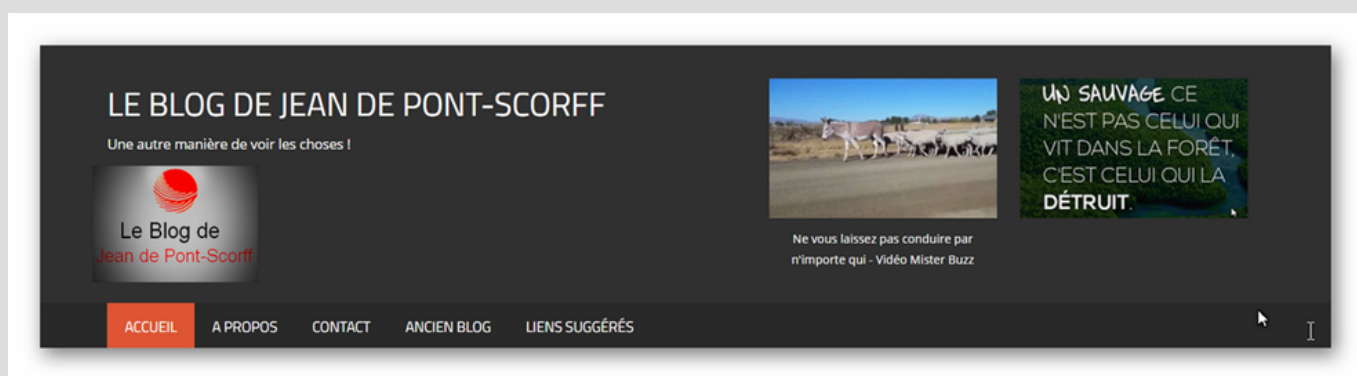 LE BLOG DE JEAN DE PONT-SCORFF
Une autre manière de voir les choses !
Le Blog de
Jean de Pont-Scorff
Ne vous laissez pas conduire par
n'importe qui - Vidéo Mister Buzz
UN SAUVAGE CE
N'EST PAS CELUI QUI
VIT DANS LA FORÊT,
C'EST CELUI QUI LA
DÉTRUIT.
ACCUEIL A PROPOS CONTACT ANCIEN BLOG LIENS SUGGÉRÉS